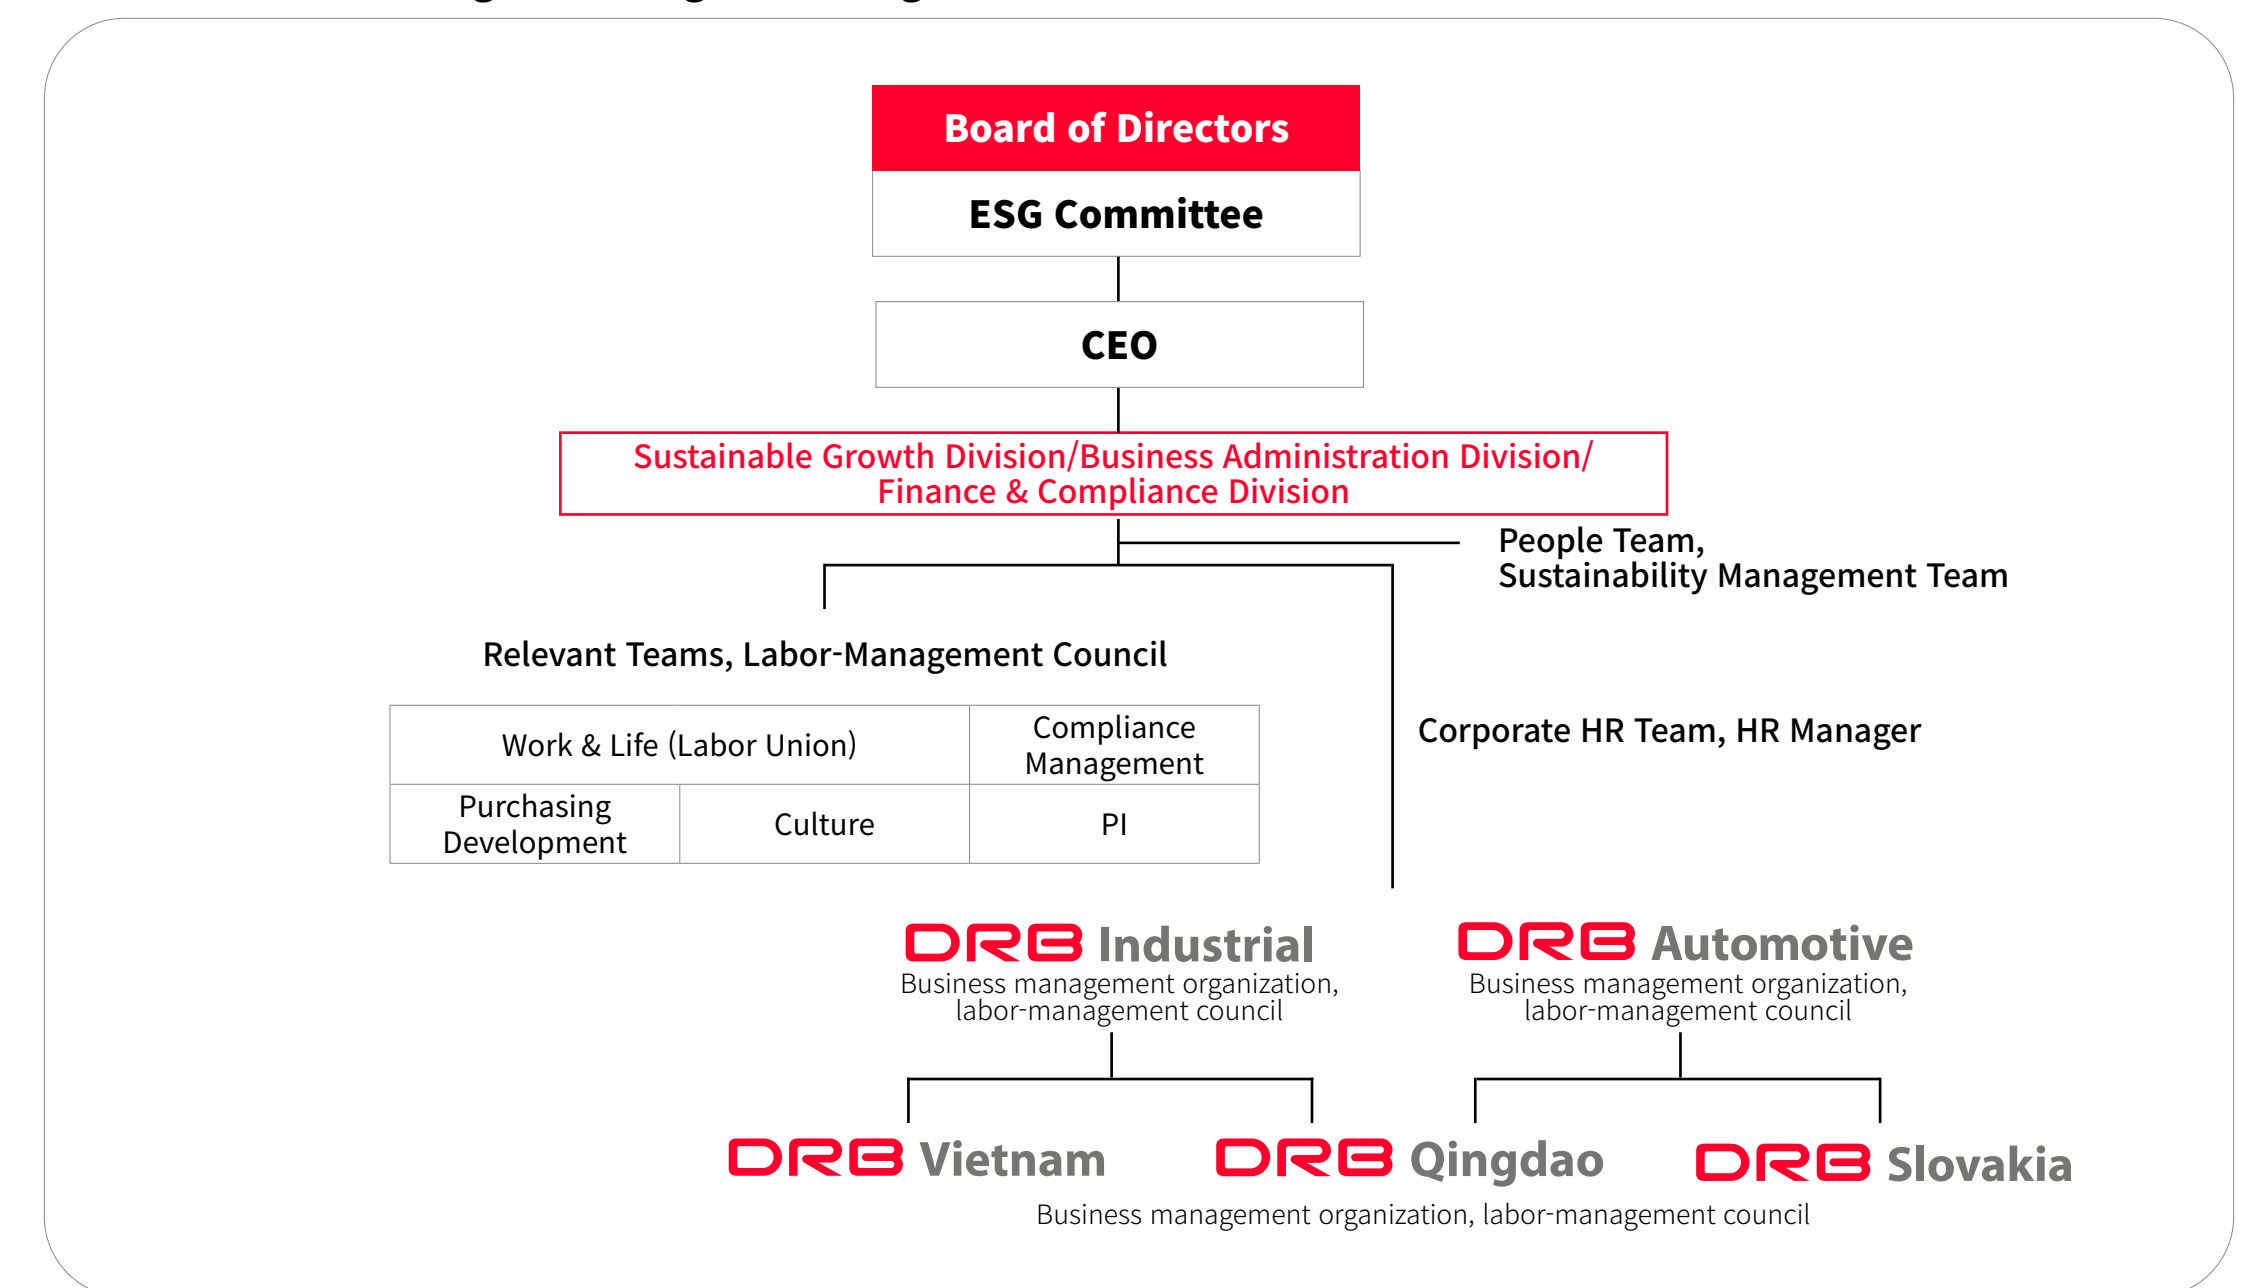 Board of Directors
ESG Committee
CEO
Sustainable Growth Division/Business Administration Division/
Finance & Compliance Division
People Team,
Sustainability Management Team
Relevant Teams, Labor-Management Council
Work & Life (Labor Union)
Compliance
Management
Purchasing
Development
Culture
PI
Corporate HR Team, HR Manager
DRB Industrial
Business management organization,
labor-management council
DRB Automotive
Business management organization,
labor-management council
DRB Vietnam
DRB Qingdao
DRB Slovakia
Business management organization, labor-management council